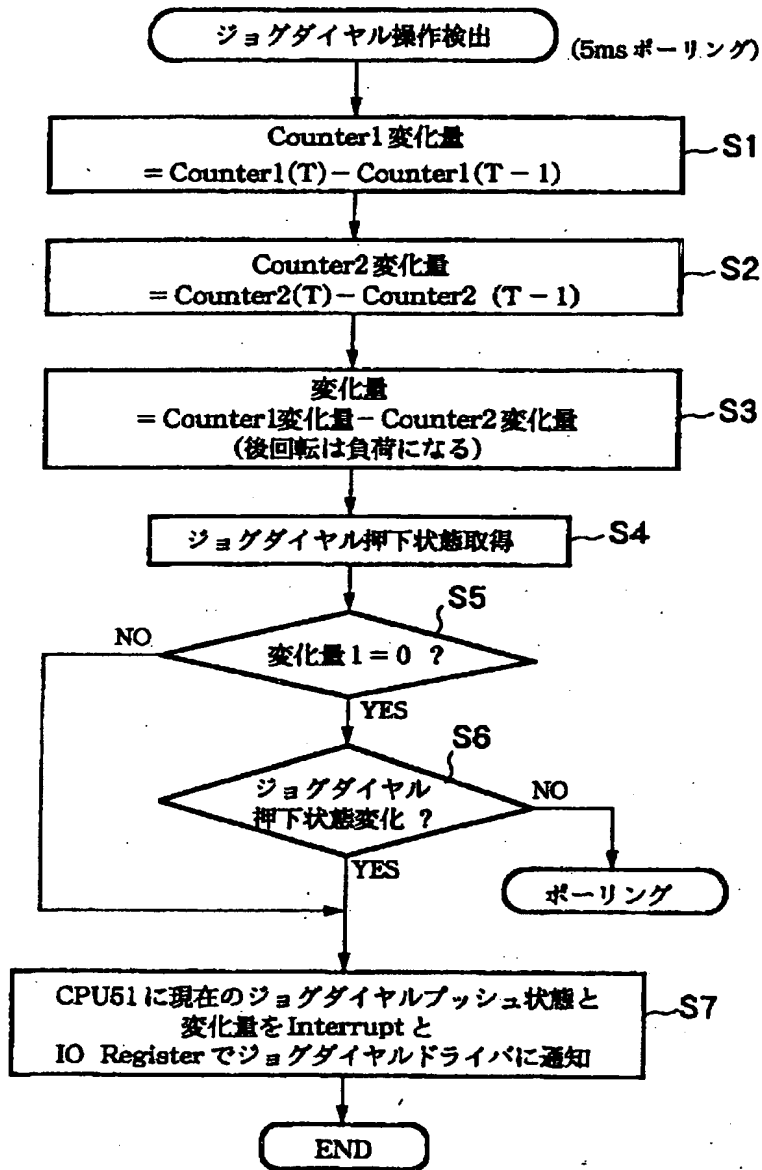 ジョグダイヤル操作検出
(5ms ポーリング)
Counter1変化量
= Counter1(T) − Counter1(T − 1)
S1
Counter2変化量
= Counter2(T) − Counter2 (T − 1)
S2
変化量
= Counter1変化量 − Counter2変化量
(後回転は負荷になる)
S3
ジョグダイヤル押下状態取得
S4
S5
NO
変化量1 = 0 ?
YES
S6
ジョグダイヤル
押下状態変化 ?
NO
YES
ポーリング
CPU51に現在のジョグダイヤルプッシュ状態と
変化量をInterruptと
IO Registerでジョグダイヤルドライバに通知
S7
END